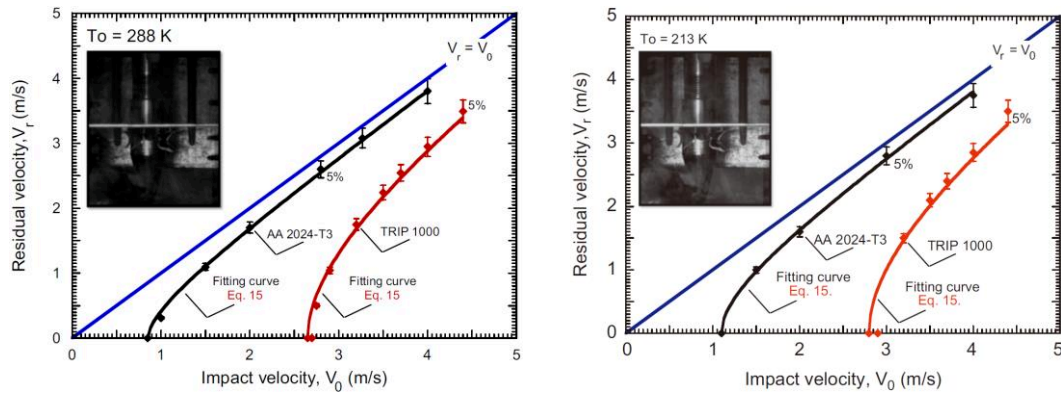 To = 288 K
V_r = V_0
5%
5%
AA 2024-T3
TRIP 1000
Fitting curve
Eq. 15
Fitting curve
Eq. 15
Residual velocity,V_r (m/s)
5
4
3
2
1
0
0 1 2 3 4 5
Impact velocity, V_0 (m/s)
To = 213 K
V_r = V_0
5%
5%
AA 2024-T3
TRIP 1000
Fitting curve
Eq. 15.
Fitting curve
Eq. 15.
Residual velocity,V_r (m/s)
5
4
3
2
1
0
0 1 2 3 4 5
Impact velocity, V_0 (m/s)